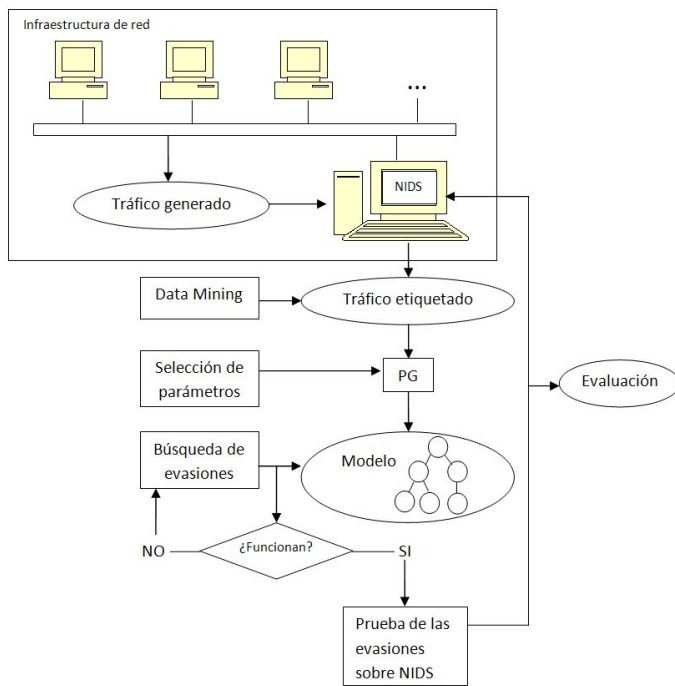 Infraestructura de red
...
NIDS
Tráfico generado
Data Mining
Tráfico etiquetado
Selección de
parámetros
PG
Evaluación
Búsqueda de
evasiones
Modelo
¿Funcionan?
NO
SI
Prueba de las
evasiones
sobre NIDS